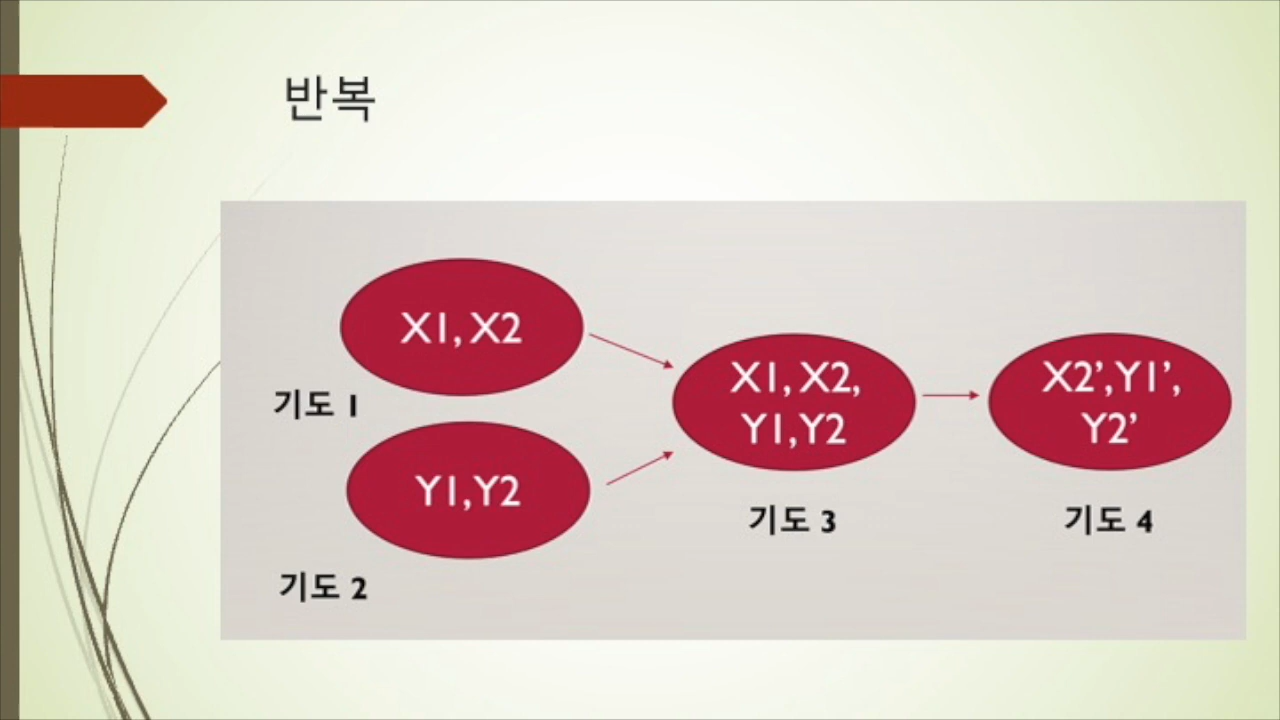 반복
X1, X2
기도 1
Y1,Y2
기도 2
X1, X2,
Y1,Y2
기도 3
X2’,Y1’,
Y2’
기도 4